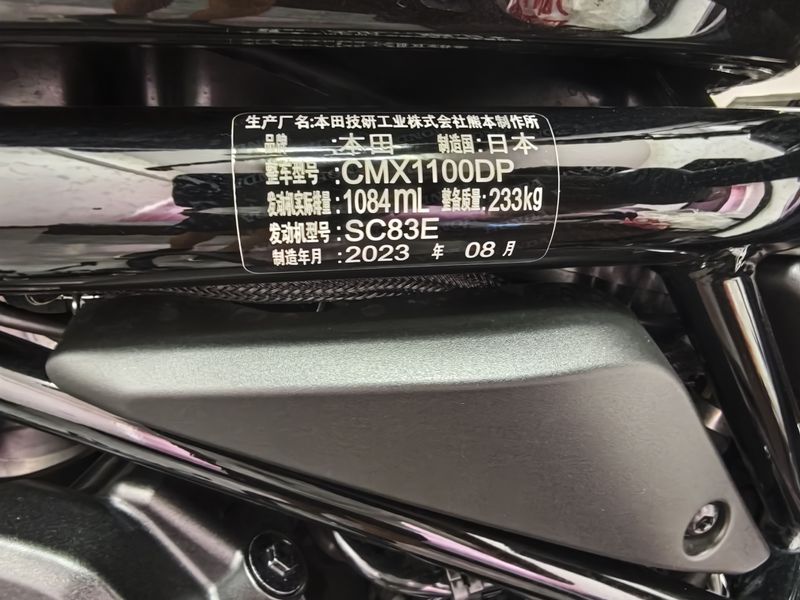 生产厂名:本田技研工业株式会社熊本制作所
品牌 :本田 制造国:日本
整车型号 :CMX1100DP
发动机实际排量:1084mL 整备质量:233kg
发动机型号 :SC83E
制造年月 :2023 年 08 月